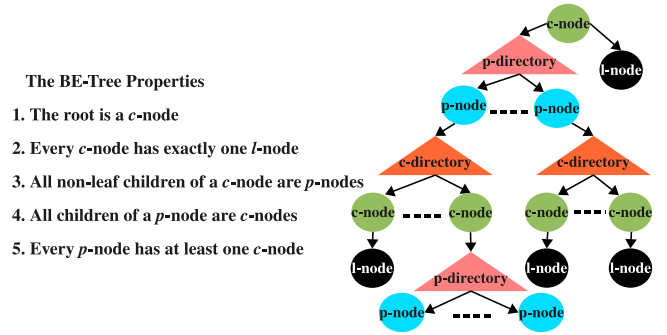 The BE-Tree Properties
1. The root is a c-node
2. Every c-node has exactly one l-node
3. All non-leaf children of a c-node are p-nodes
4. All children of a p-node are c-nodes
5. Every p-node has at least one c-node
c-node
p-directory
l-node
p-node
p-node
c-directory
c-directory
c-node
c-node
c-node
c-node
l-node
l-node
l-node
p-directory
p-node
p-node